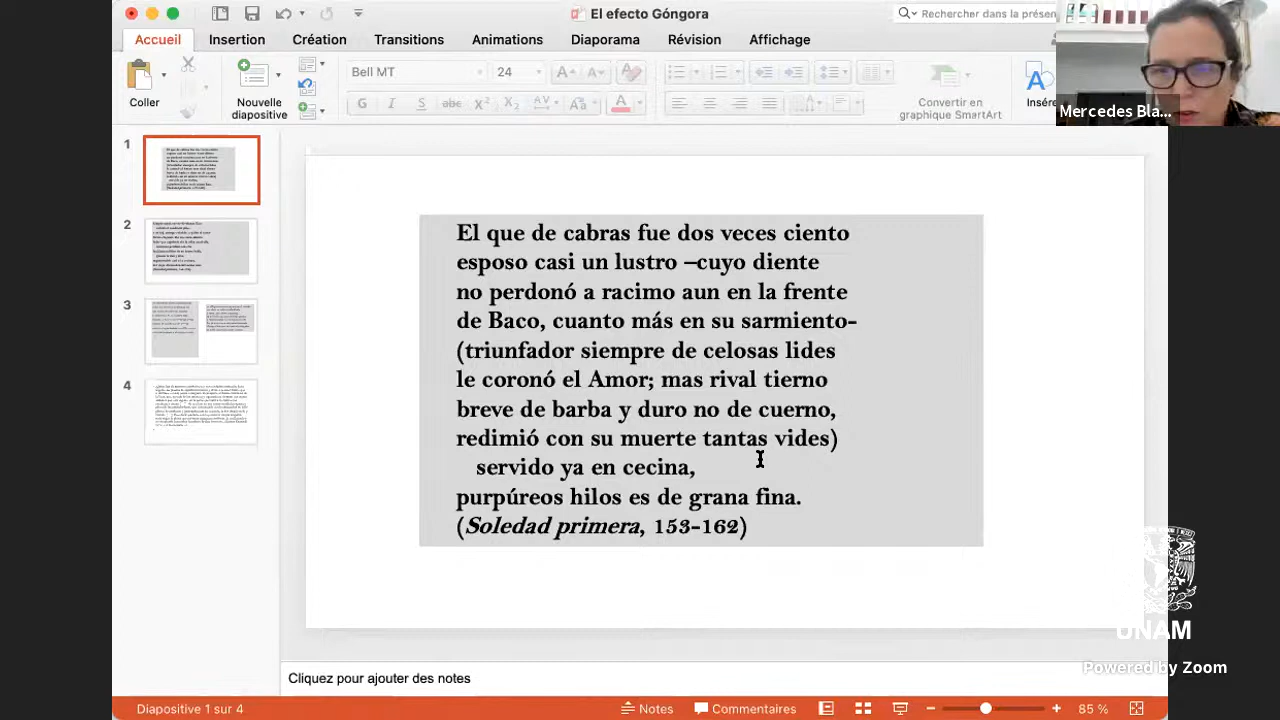 El efecto Góngora
Rechercher dans la présen
Accueil
Insertion
Création
Transitions
Animations
Diaporama
Révision
Affichage
Coller
Nouvelle
diapositive
Bell MT
24
G
I
S
abc
X
Convertir en
graphique SmartArt
Insére
Mercedes Bla...
1
2
3
4
El que de cabras fue dos veces ciento
esposo casi un lustro –cuyo diente
no perdonó a racimo aun en la frente
de Baco, cuanto más en su sarmiento-
(triunfador siempre de celosas lides
le coronó el Amor; mas rival tierno
breve de barba y duro no de cuerno,
redimió con su muerte tantas vides)
servido ya en cecina,
purpúreos hilos es de grana fina.
(Soledad primera, 153-162)
UNAM
Powered by Zoom
Cliquez pour ajouter des
Diapositive 1 sur 4
Notes
Commentaires
85 %